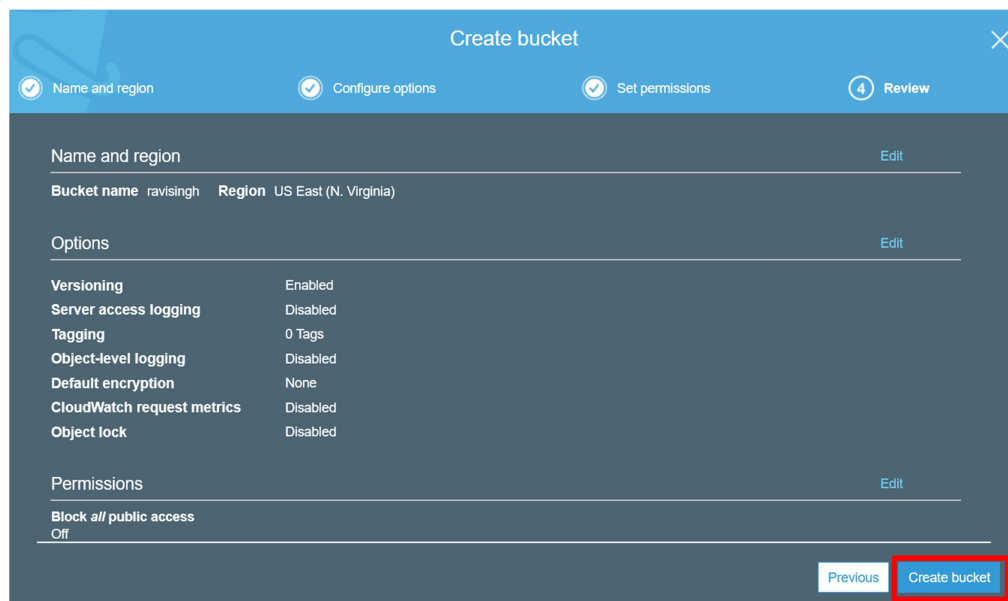 Create bucket
Name and region
Configure options
Set permissions
4 Review
Name and region Edit
Bucket name ravisingh Region US East (N. Virginia)
Options Edit
Versioning Enabled
Server access logging Disabled
Tagging 0 Tags
Object-level logging Disabled
Default encryption None
CloudWatch request metrics Disabled
Object lock Disabled
Permissions Edit
Block all public access
Off
Previous Create bucket